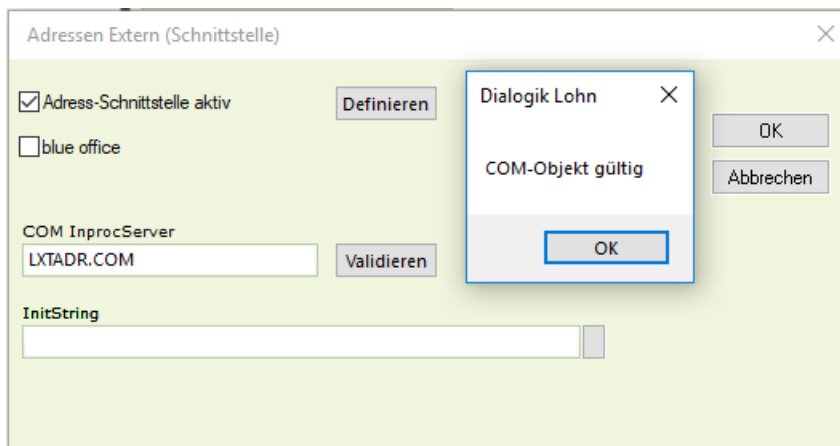 Adressen Extern (Schnittstelle)
Adress-Schnittstelle aktiv
Definieren
blue office
COM InprocServer
LXTADR.COM
Validieren
InitString
Dialogik Lohn
COM-Objekt gültig
OK
OK
Abbrechen